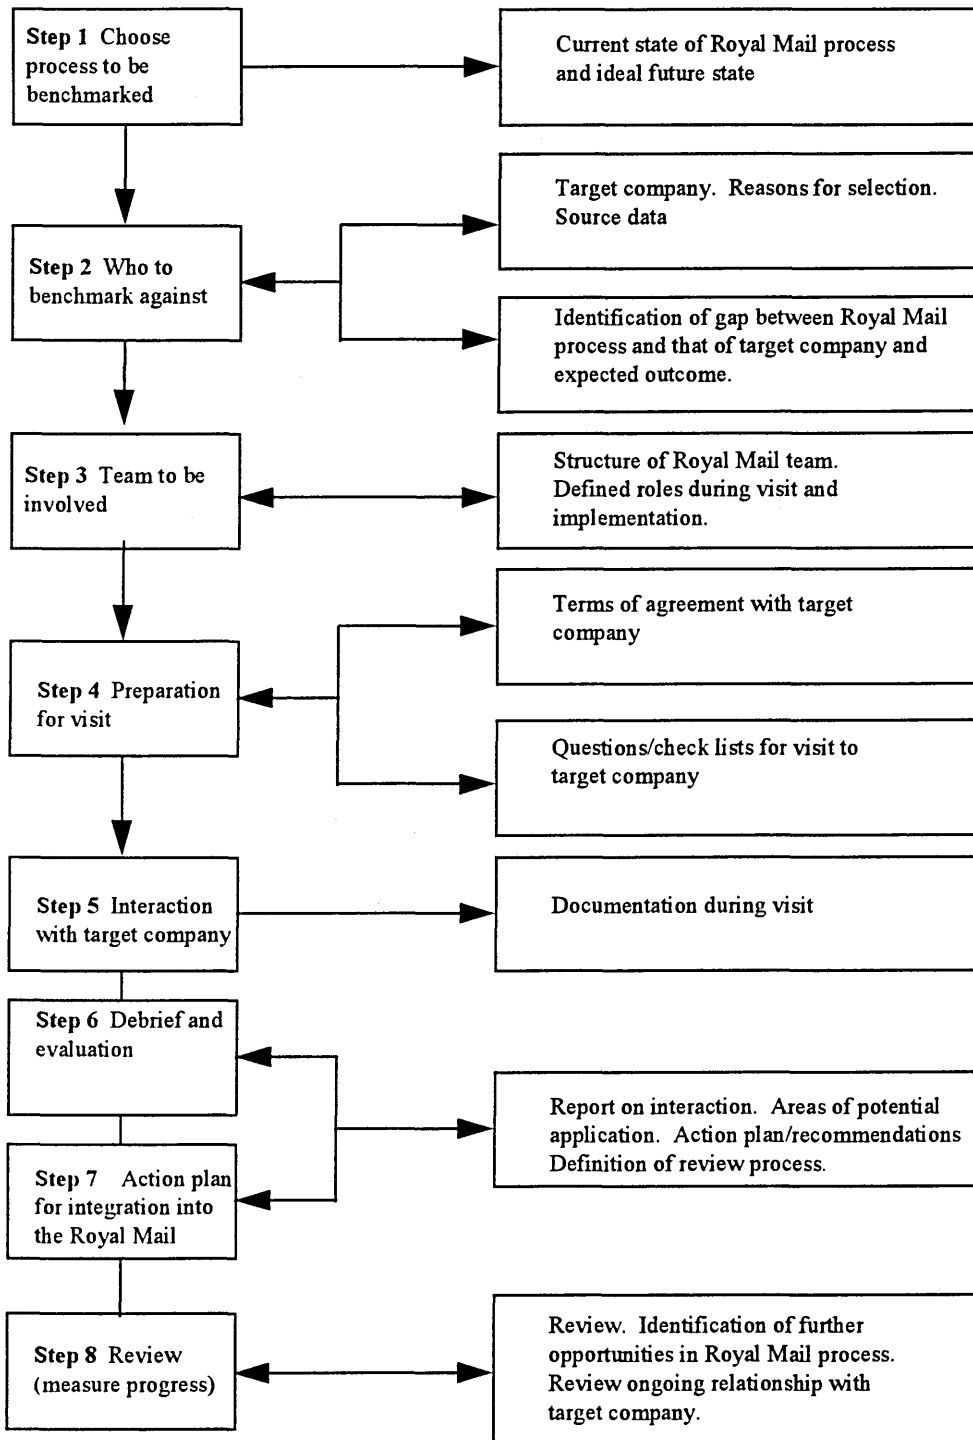 Step 1  Choose
process to be
benchmarked
Current state of Royal Mail process
and ideal future state
Target company.  Reasons for selection.
Source data
Step 2  Who to
benchmark against
Identification of gap between Royal Mail
process and that of target company and
expected outcome.
Step 3  Team to be
involved
Structure of Royal Mail team.
Defined roles during visit and
implementation.
Terms of agreement with target
company
Step 4  Preparation
for visit
Questions/check lists for visit to
target company
Step 5  Interaction
with target company
Documentation during visit
Step 6  Debrief and
evaluation
Report on interaction.  Areas of potential
application.  Action plan/recommendations
Definition of review process.
Step 7   Action plan
for integration into
the Royal Mail
Step 8  Review
(measure progress)
Review.  Identification of further
opportunities in Royal Mail process.
Review ongoing relationship with
target company.